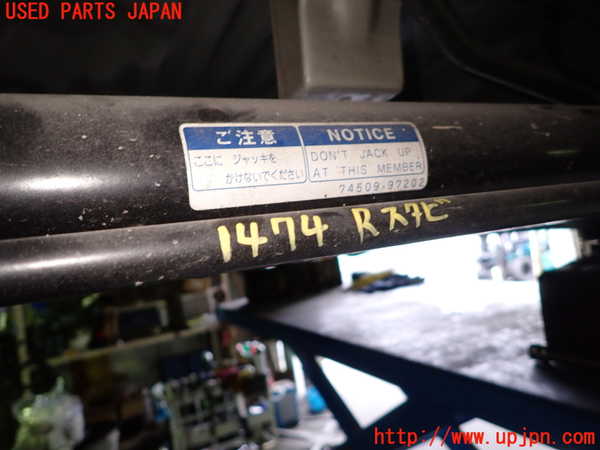 USED PARTS JAPAN
ご注意
ここに ジャッキを
かけないでください
NOTICE
DON'T JACK UP
AT THIS MEMBER
74509-97202
1474 Rスタビ
http://www.upjpn.com/